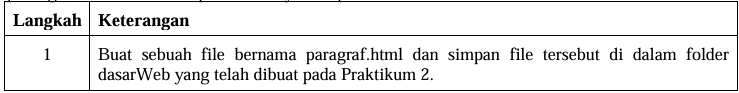 Langkah Keterangan
1 Buat sebuah file bernama paragraf.html dan simpan file tersebut di dalam folder
dasarWeb yang telah dibuat pada Praktikum 2.